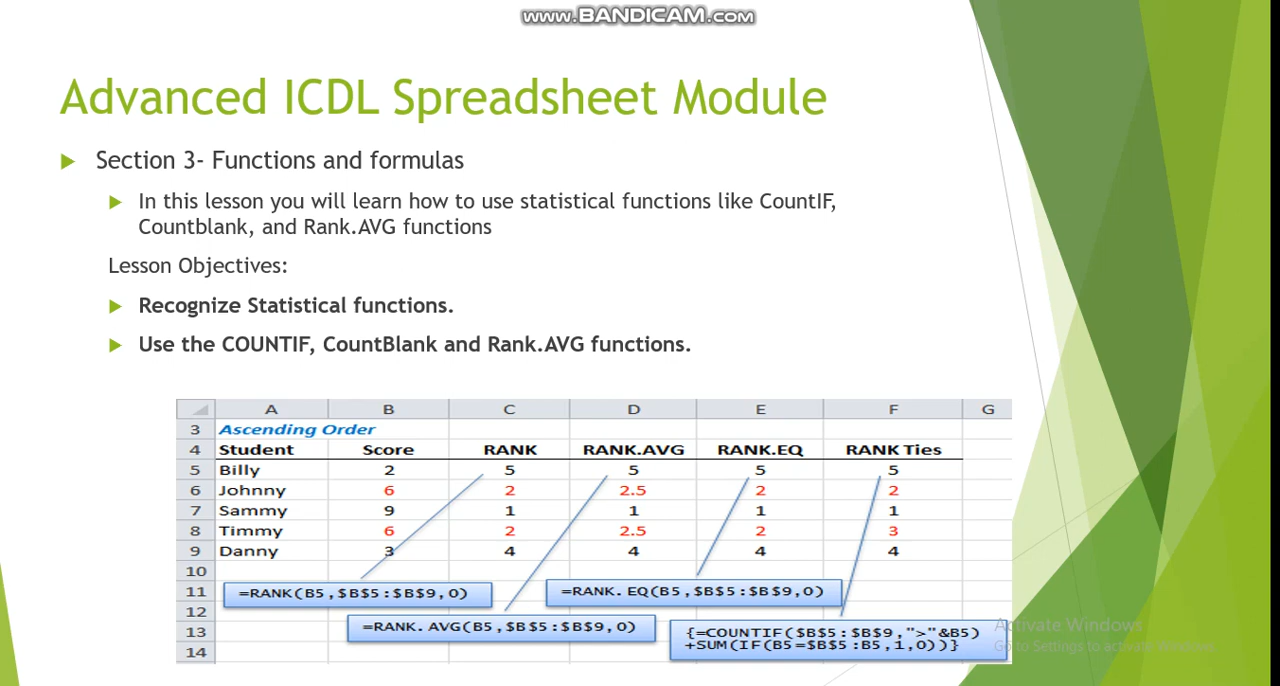 www.BANDICAM.com
Advanced ICDL Spreadsheet Module
Section 3- Functions and formulas
In this lesson you will learn how to use statistical functions like CountIF,
Countblank, and Rank.AVG functions
Lesson Objectives:
Recognize Statistical functions.
Use the COUNTIF, CountBlank and Rank.AVG functions.
A B C D E F G
3 Ascending Order
4 Student Score RANK RANK.AVG RANK.EQ RANK Ties
5 Billy 2 5 5 5 5
6 Johnny 6 2 2.5 2 2
7 Sammy 9 1 1 1 1
8 Timmy 6 2 2.5 2 3
9 Danny 3 4 4 4 4
10
11 =RANK(B5,$B$5:$B$9,0) =RANK. EQ(B5,$B$5:$B$9,0)
12 =RANK. AVG(B5,$B$5:$B$9,0)
13 {=COUNTIF($B$5:$B$9,">"&B5)
14 +SUM(IF(B5=$B$5:B5,1,0))}
Activate Windows
Go to Settings to activate Windows.